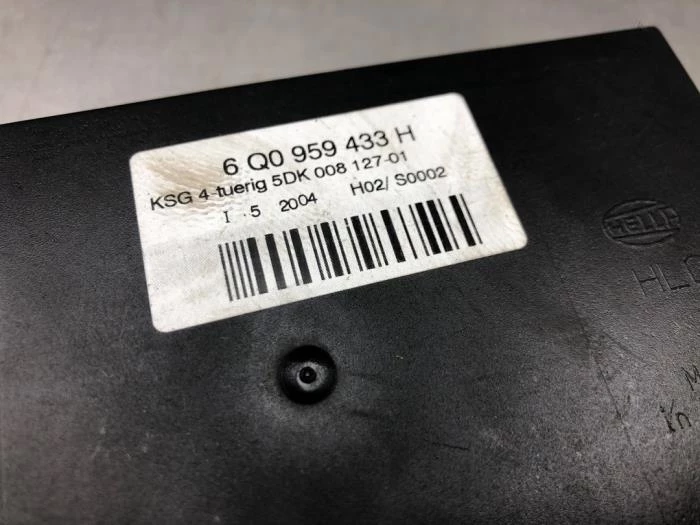 6 Q0 959 433 H
KSG 4-tuerig 5DK 008 127-01
I ·5 2004 H02/ S0002
HELLA